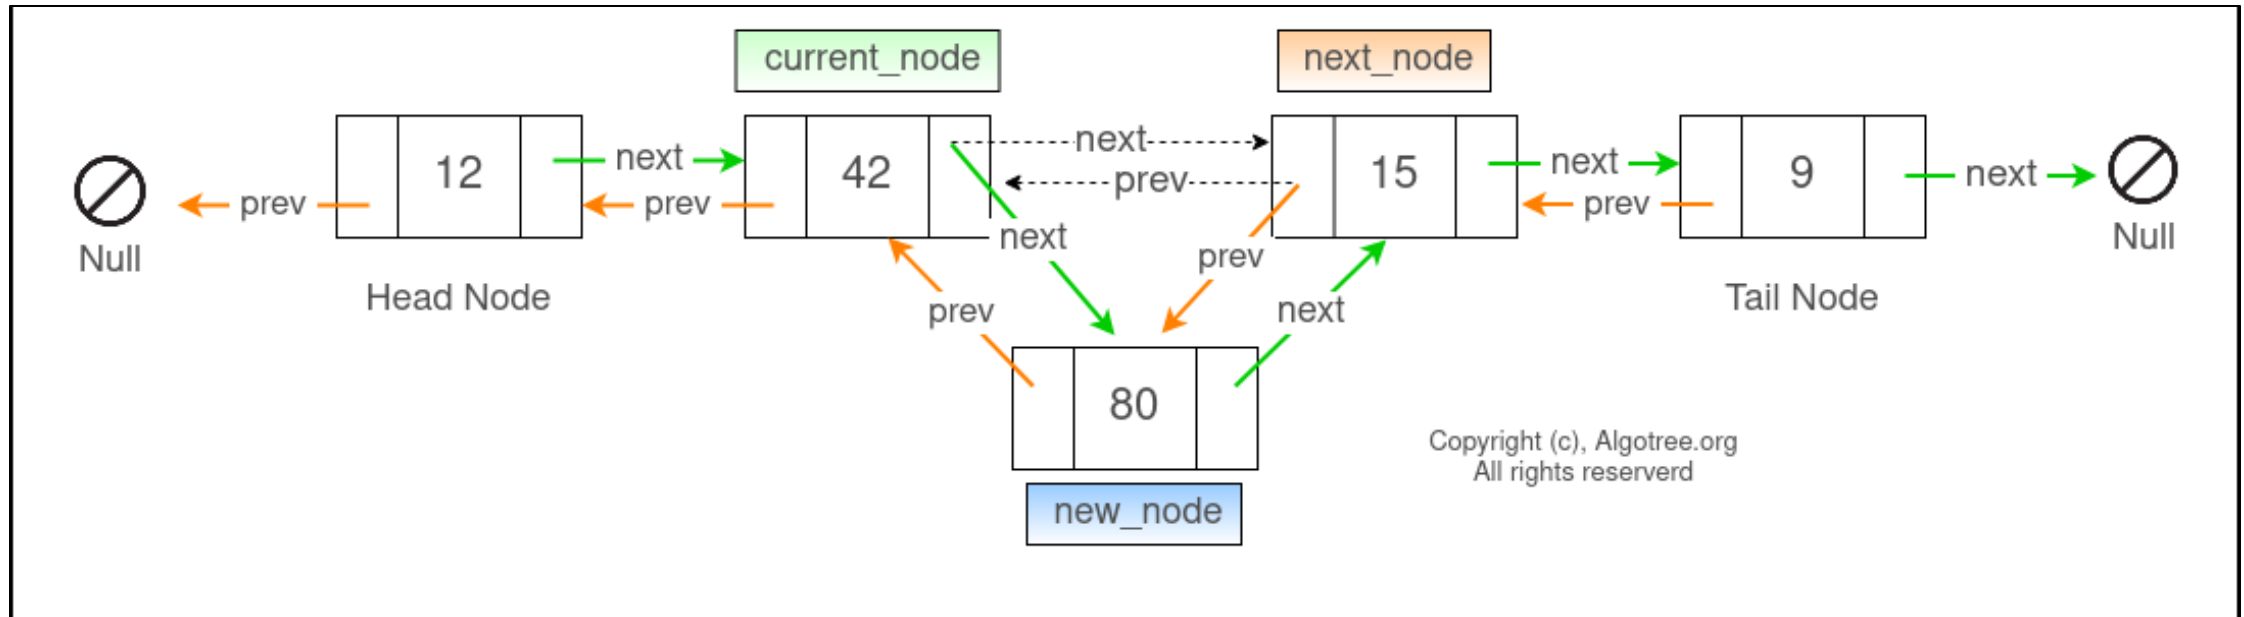 current_node
next_node
12
next
prev
prev
42
next
prev
15
next
prev
9
next
Null
Null
Head Node
next
prev
prev
next
Tail Node
80
Copyright (c), Algotree.org
All rights reserverd
new_node